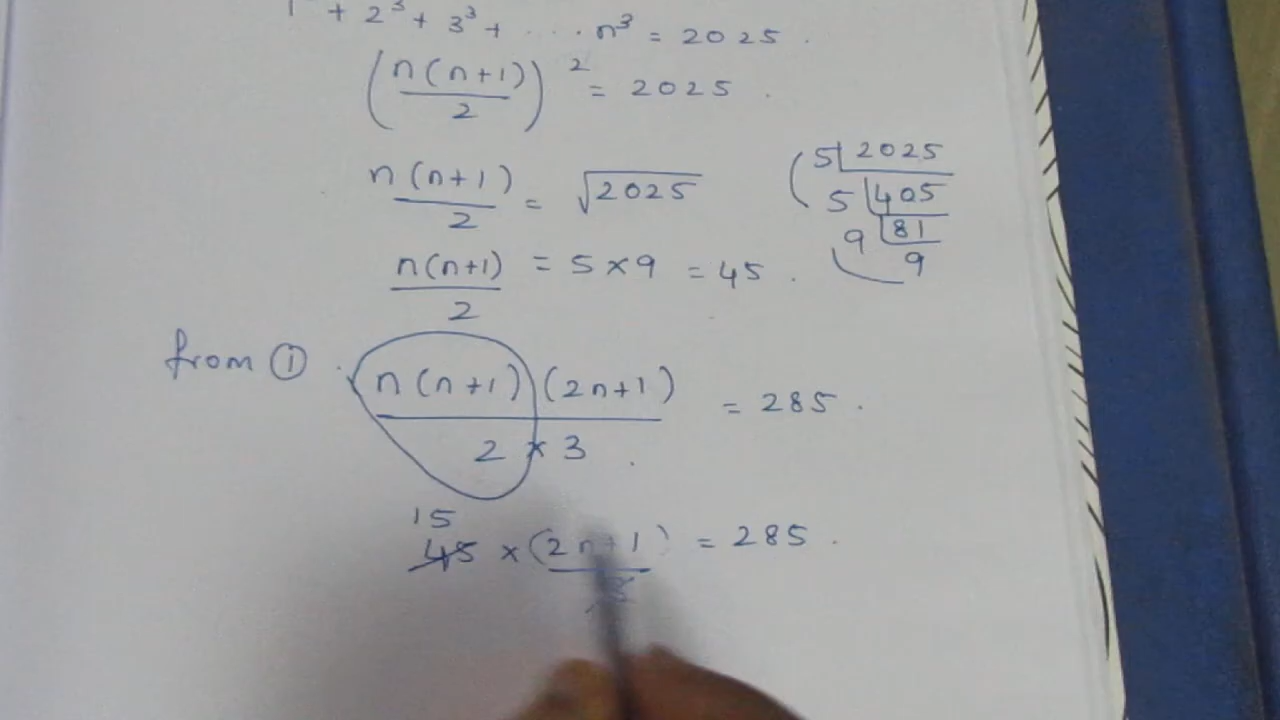 1 + 2³ + 3³ + ... n³ = 2025.
(n(n+1)/2)² = 2025.
n(n+1)/2 = √2025
n(n+1)/2 = 5×9 = 45.
5 | 2025
5 | 405
9 | 81
9
from ① n(n+1)(2n+1)/2×3 = 285.
15
45 × (2n+1)/3 = 285.